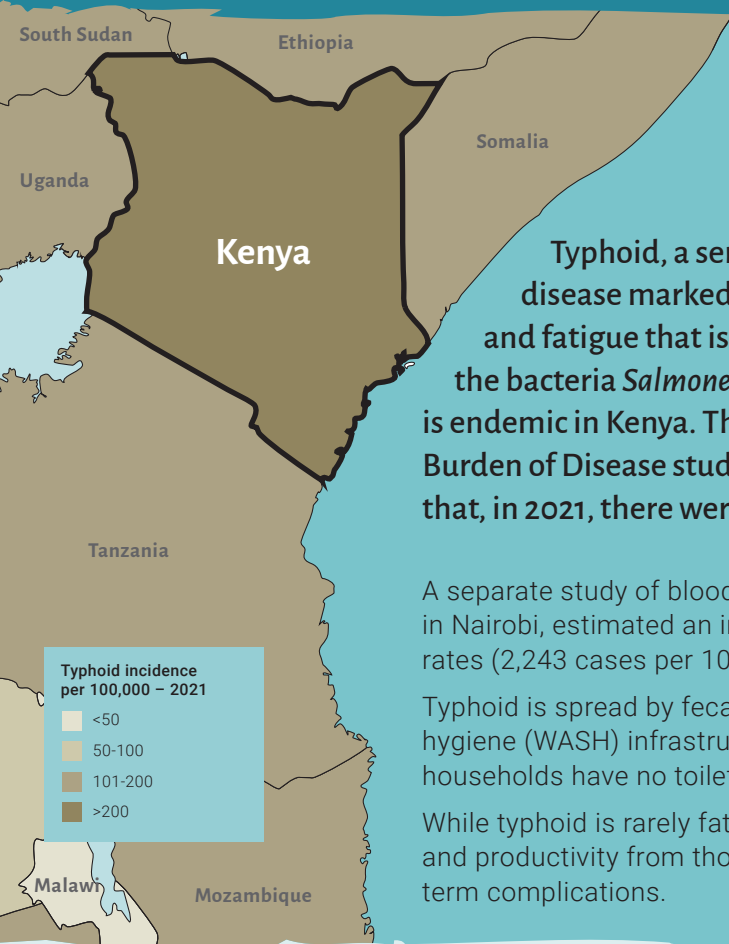 South Sudan
Ethiopia
Somalia
Uganda
Kenya
Typhoid, a ser
disease marked
and fatigue that is
the bacteria Salmone
is endemic in Kenya. Th
Burden of Disease stud
that, in 2021, there wer
Tanzania
A separate study of blood
in Nairobi, estimated an in
rates (2,243 cases per 10
Typhoid is spread by feca
hygiene (WASH) infrastru
households have no toilet
While typhoid is rarely fat
and productivity from tho
term complications.
Typhoid incidence
per 100,000 – 2021
<50
50-100
101-200
>200
Malawi
Mozambique